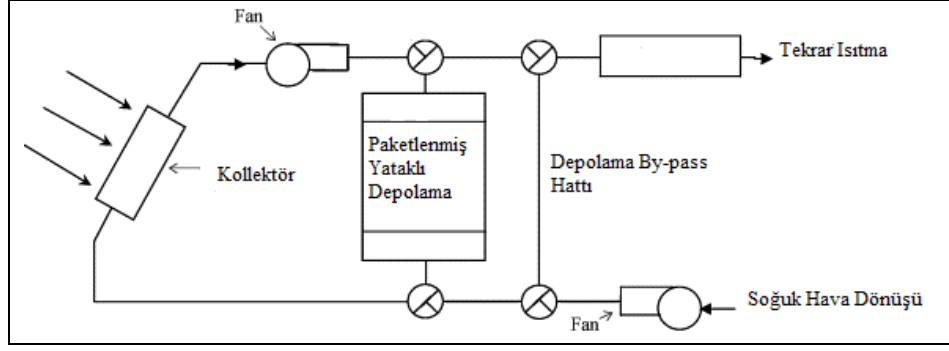 Fan
Tekrar Isıtma
Kollektör
Paketlenmiş
Yataklı
Depolama
Depolama By-pass
Hattı
Soğuk Hava Dönüşü
Fan